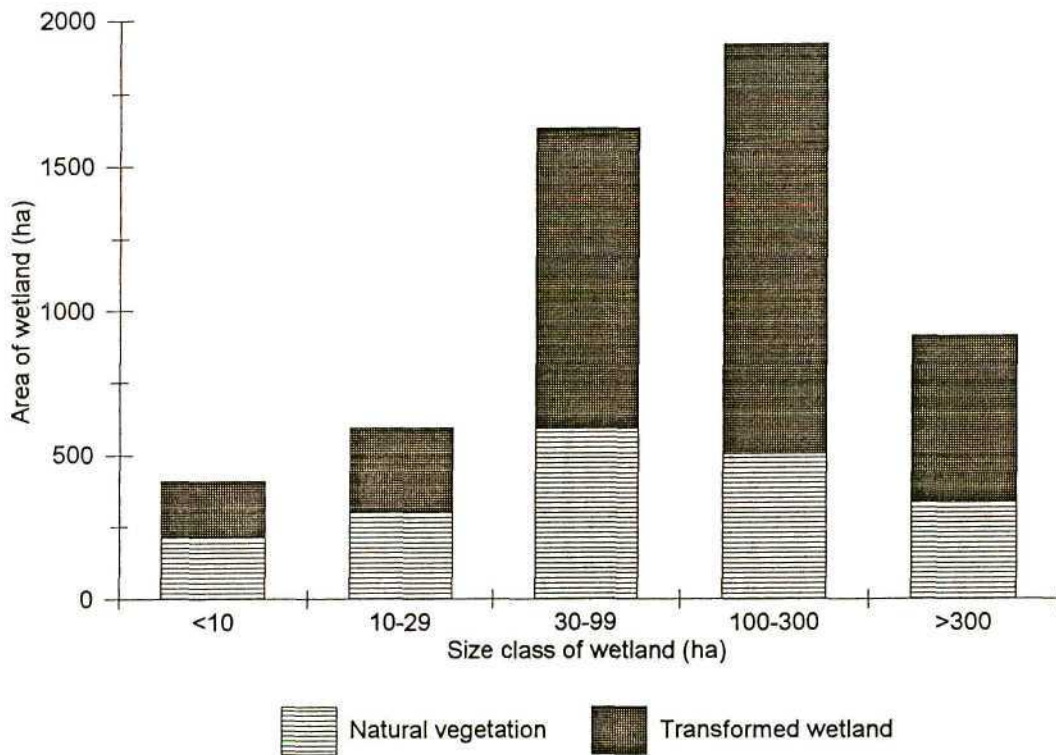 2000
1500
1000
500
0
Area of wetland (ha)
<10 10-29 30-99 100-300 >300
Size class of wetland (ha)
Natural vegetation Transformed wetland